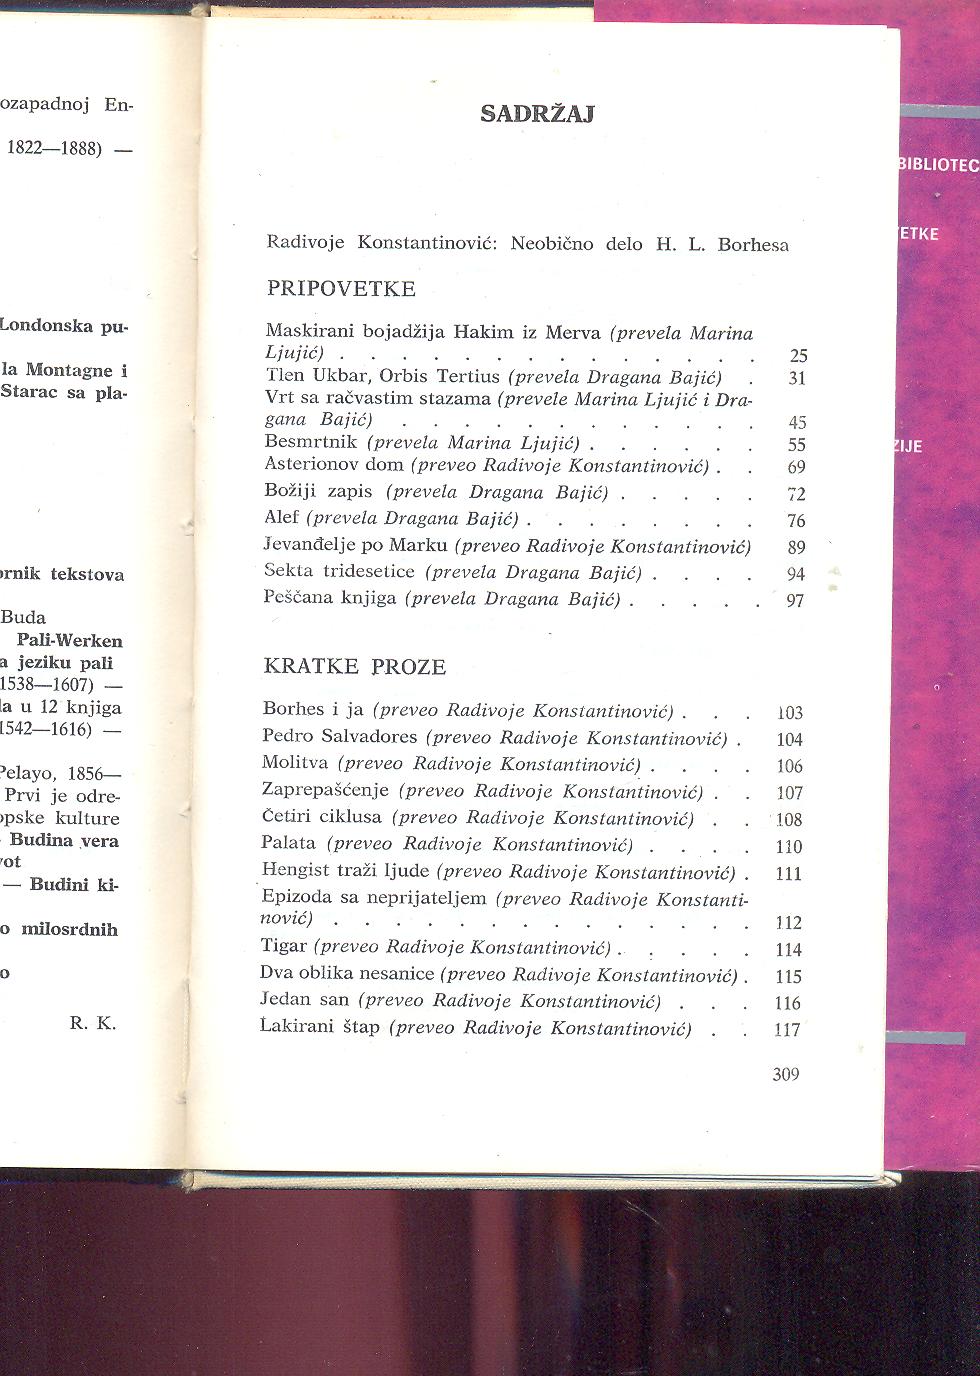 ozapadnoj En-
1822—1888) —
Londonska pu-
la Montagne i
Starac sa pla-
rnik tekstova
Buda
Pali-Werken
a jeziku pali
1538—1607) —
la u 12 knjiga
1542—1616) —
Pelayo, 1856—
Prvi je odre-
opske kulture
Budina vera
vot
— Budini ki-
o milosrdnih
o
R. K.
SADRŽAJ
Radivoje Konstantinović: Neobično delo H. L. Borhesa
PRIPOVETKE
Maskirani bojadžija Hakim iz Merva (prevela Marina
Ljujić) . . . . . . . . . . . . . . 25
Tlen Ukbar, Orbis Tertius (prevela Dragana Bajić) . 31
Vrt sa račvastim stazama (prevele Marina Ljujić i Dra-
gana Bajić) . . . . . . . . . . . . 45
Besmrtnik (prevela Marina Ljujić) . . . . . . 55
Asterionov dom (preveo Radivoje Konstantinović) . . 69
Božiji zapis (prevela Dragana Bajić) . . . . . 72
Alef (prevela Dragana Bajić) . . . . . . . . 76
Jevanđelje po Marku (preveo Radivoje Konstantinović) 89
Sekta tridesetice (prevela Dragana Bajić) . . . . 94
Peščana knjiga (prevela Dragana Bajić) . . . . . 97
KRATKE PROZE
Borhes i ja (preveo Radivoje Konstantinović) . . . 103
Pedro Salvadores (preveo Radivoje Konstantinović) . 104
Molitva (preveo Radivoje Konstantinović) . . . . 106
Zaprepašćenje (preveo Radivoje Konstantinović) . . 107
Četiri ciklusa (preveo Radivoje Konstantinović) . . 108
Palata (preveo Radivoje Konstantinović) . . . . 110
Hengist traži ljude (preveo Radivoje Konstantinović) . 111
Epizoda sa neprijateljem (preveo Radivoje Konstanti-
nović) . . . . . . . . . . . . . . 112
Tigar (preveo Radivoje Konstantinović) . . . . . 114
Dva oblika nesanice (preveo Radivoje Konstantinović) . 115
Jedan san (preveo Radivoje Konstantinović) . . . 116
Lakirani štap (preveo Radivoje Konstantinović) . . 117
309
BIBLIOTEC
ETKE
ZIJE